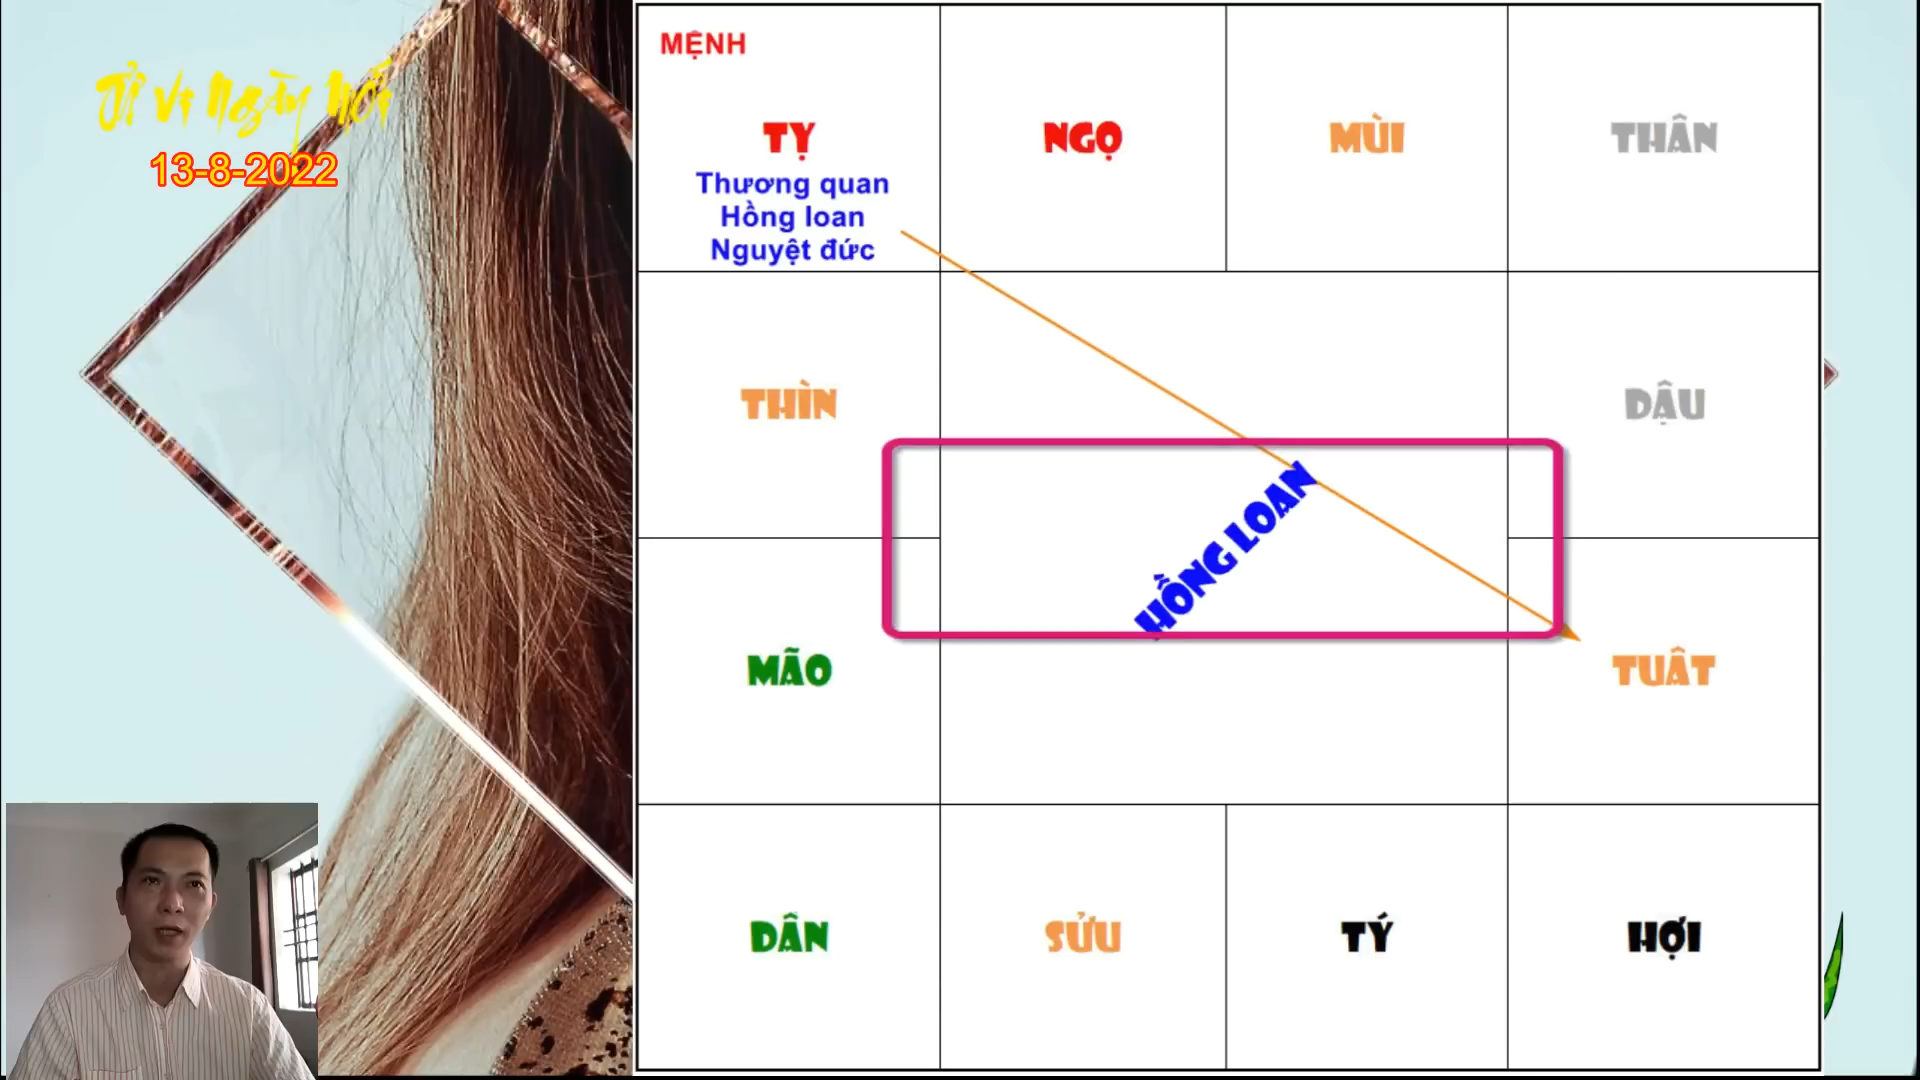 Tử Vi Ngày Mới
13-8-2022
MỆNH
TỴ
Thương quan
Hồng loan
Nguyệt đức
NGỌ
MÙI
THÂN
THÌN
DẬU
HỒNG LOAN
MÃO
TUẤT
DẦN
SỬU
TÝ
HỢI